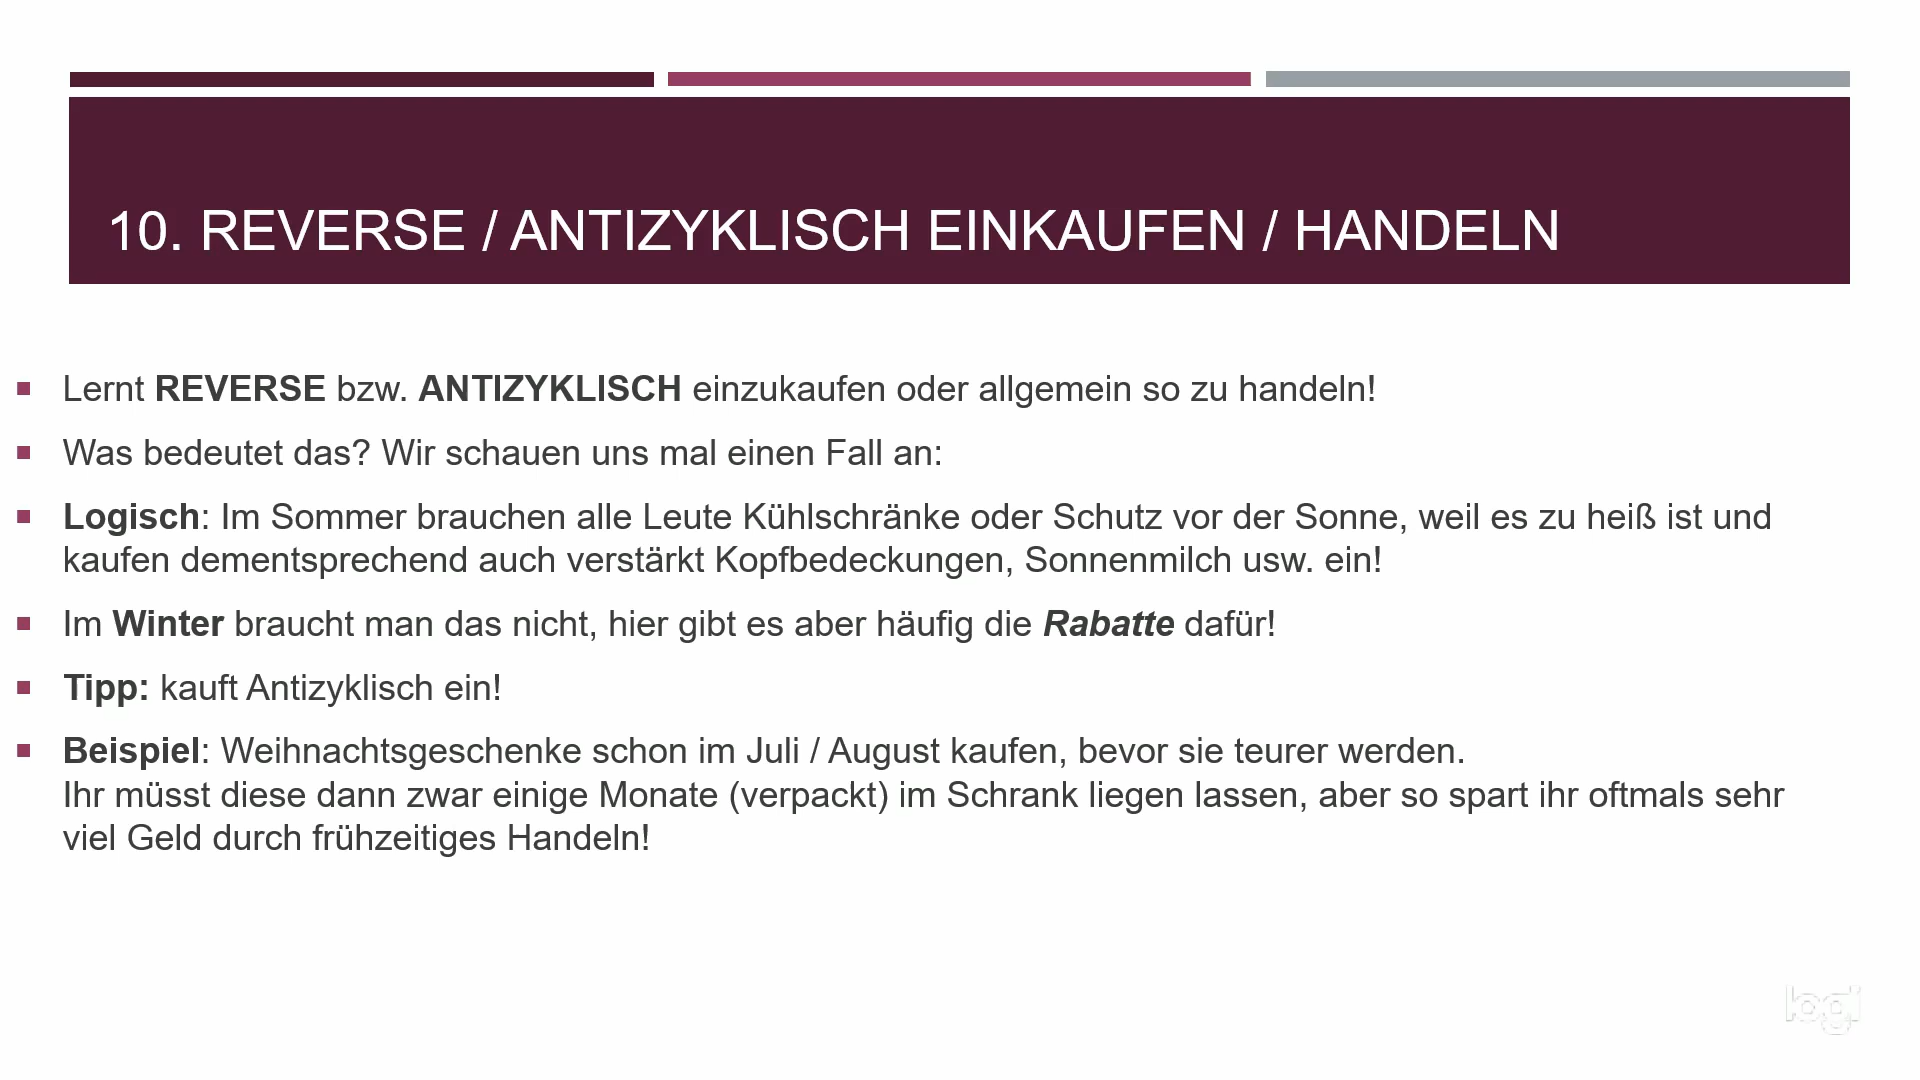 10. REVERSE / ANTIZYKLISCH EINKAUFEN / HANDELN
Lernt REVERSE bzw. ANTIZYKLISCH einzukaufen oder allgemein so zu handeln!
Was bedeutet das? Wir schauen uns mal einen Fall an:
Logisch: Im Sommer brauchen alle Leute Kühlschränke oder Schutz vor der Sonne, weil es zu heiß ist und
kaufen dementsprechend auch verstärkt Kopfbedeckungen, Sonnenmilch usw. ein!
Im Winter braucht man das nicht, hier gibt es aber häufig die Rabatte dafür!
Tipp: kauft Antizyklisch ein!
Beispiel: Weihnachtsgeschenke schon im Juli / August kaufen, bevor sie teurer werden.
Ihr müsst diese dann zwar einige Monate (verpackt) im Schrank liegen lassen, aber so spart ihr oftmals sehr
viel Geld durch frühzeitiges Handeln!
logi